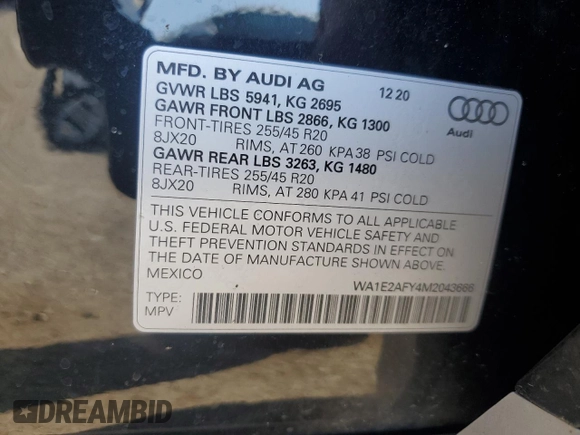 MFD. BY AUDI AG 12 20
GVWR LBS 5941, KG 2695
GAWR FRONT LBS 2866, KG 1300
FRONT-TIRES 255/45 R20
8JX20 RIMS, AT 260 KPA 38 PSI COLD
GAWR REAR LBS 3263, KG 1480
REAR-TIRES 255/45 R20
8JX20 RIMS, AT 280 KPA 41 PSI COLD
Audi
THIS VEHICLE CONFORMS TO ALL APPLICABLE
U.S. FEDERAL MOTOR VEHICLE SAFETY AND
THEFT PREVENTION STANDARDS IN EFFECT ON
THE DATE OF MANUFACTURE SHOWN ABOVE.
MEXICO
WA1E2AFY4M2043666
TYPE:
MPV
DREAMBID